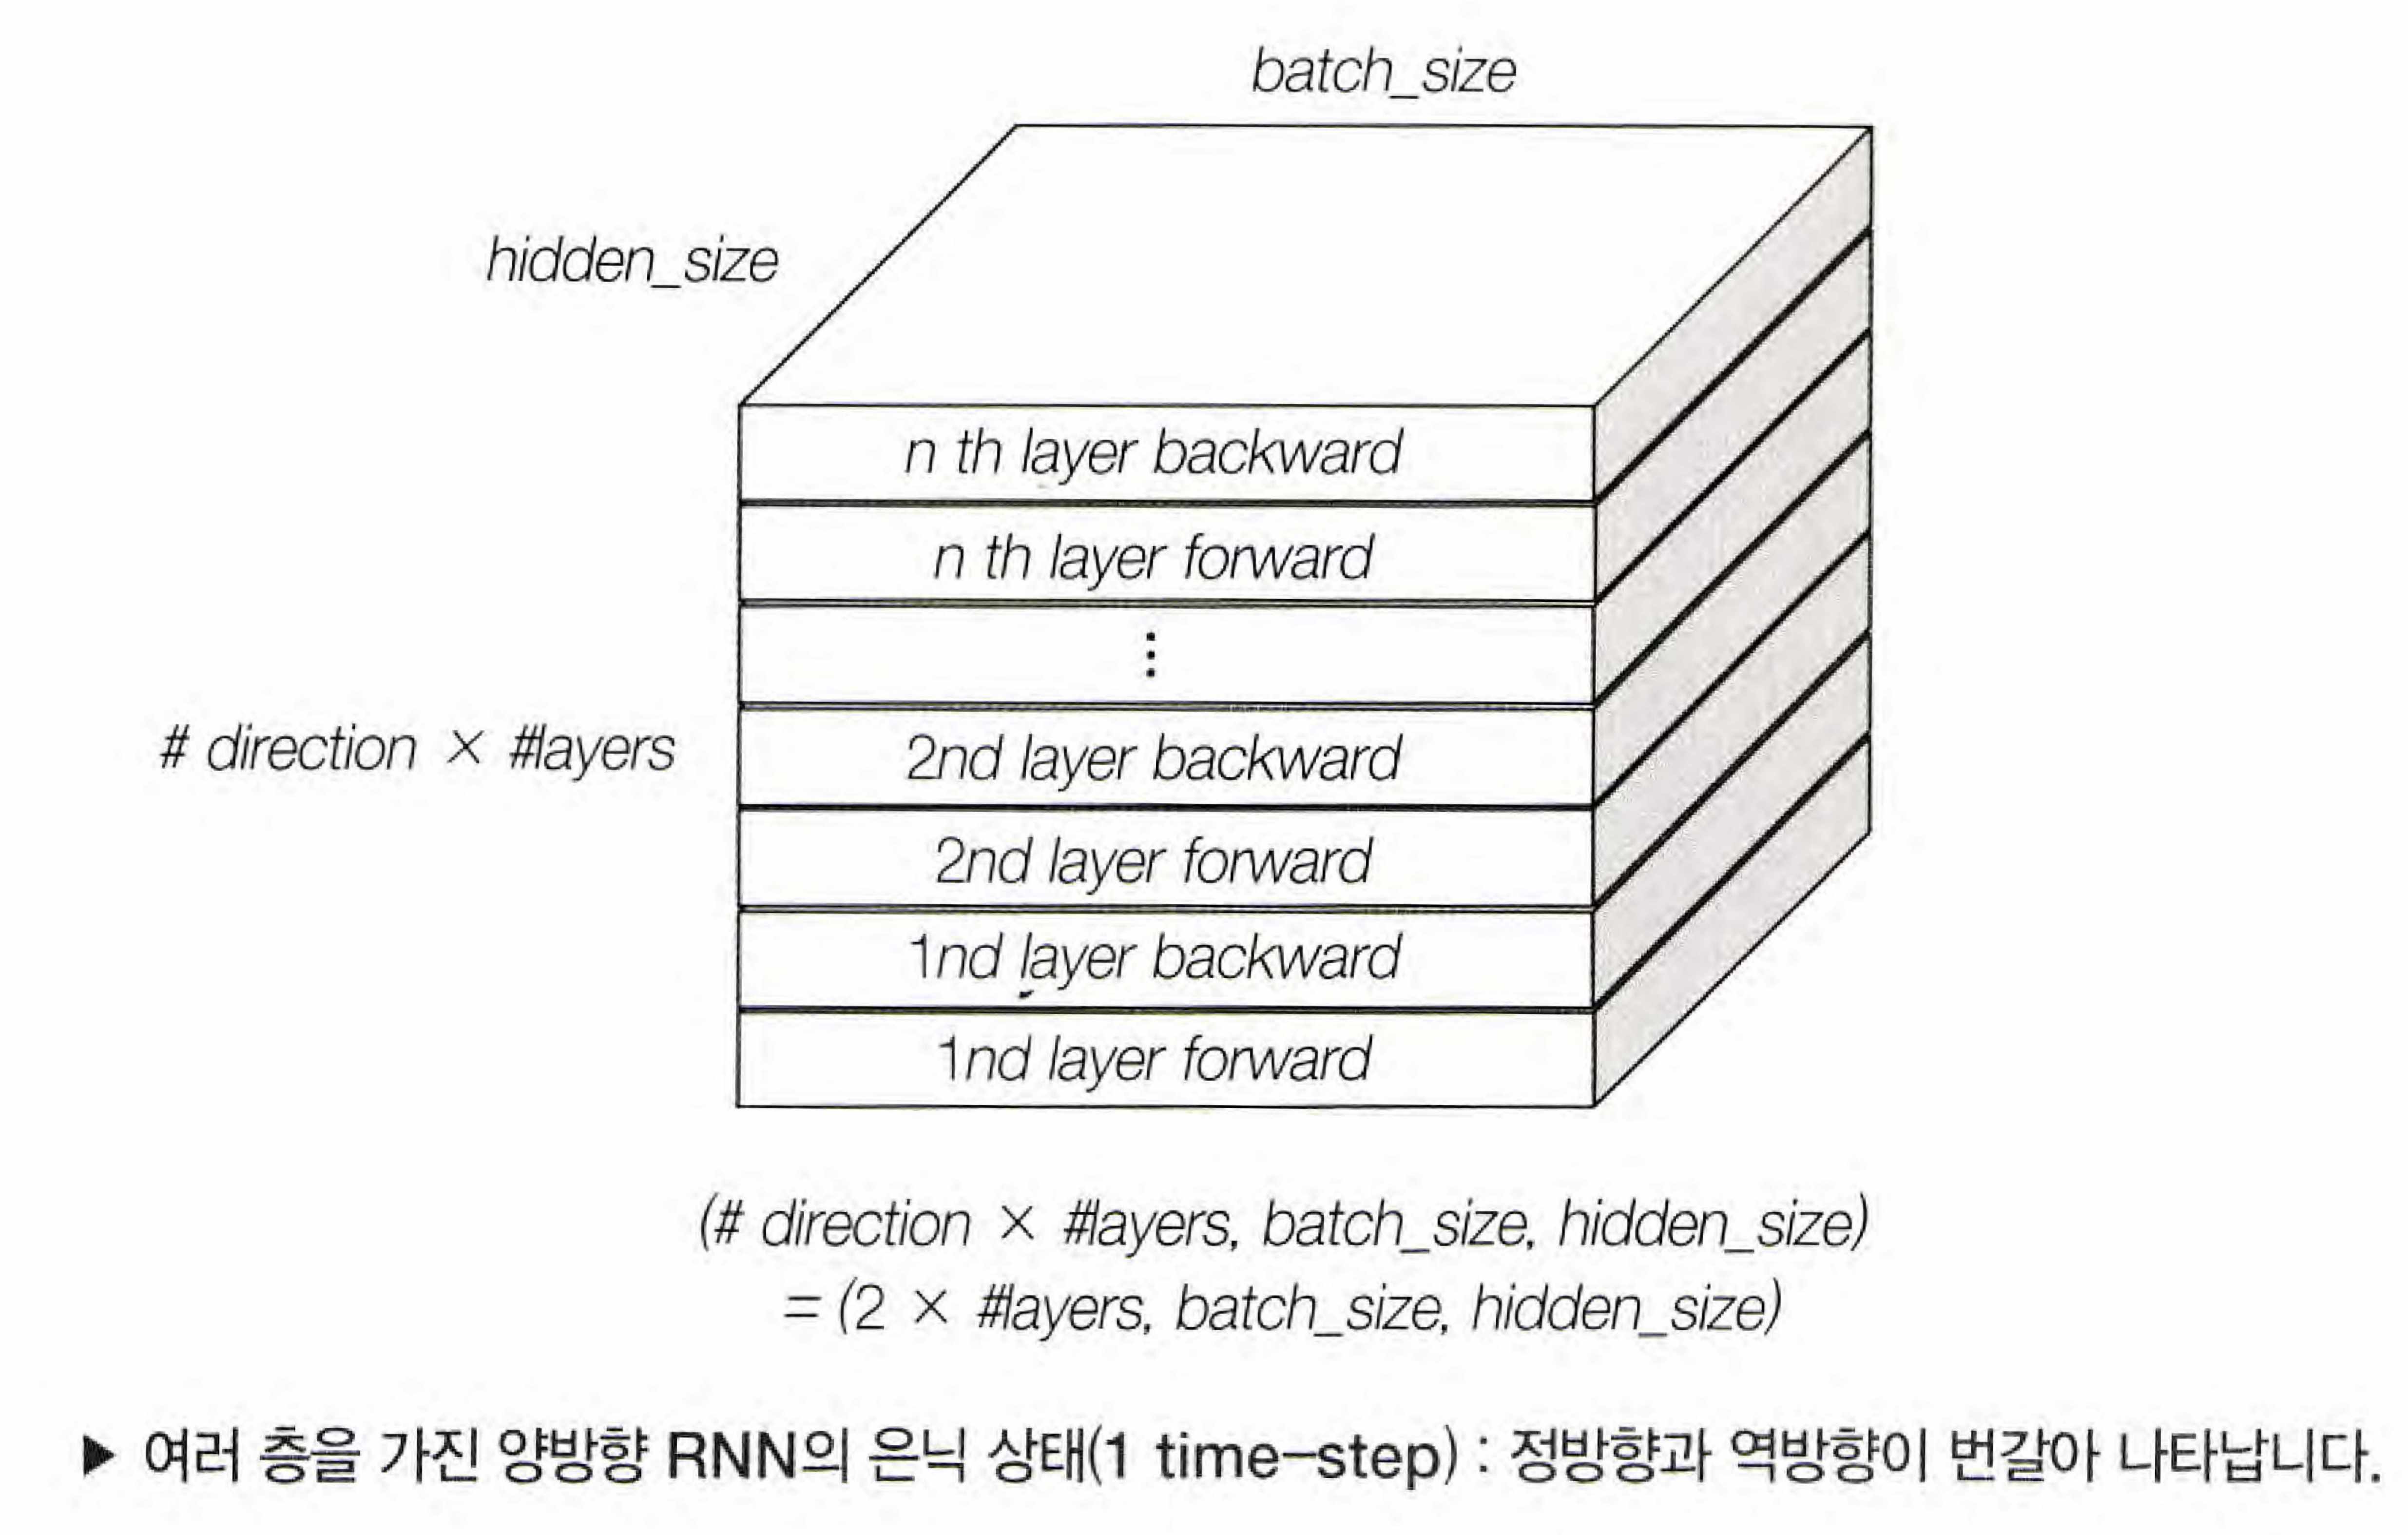 batch_size
hidden_size
n th layer backward
n th layer forward
⋮
# direction × #layers
2nd layer backward
2nd layer forward
1nd layer backward
1nd layer forward
(# direction × #layers, batch_size, hidden_size)
= (2 × #layers, batch_size, hidden_size)
▶ 여러 층을 가진 양방향 RNN의 은닉 상태(1 time-step) : 정방향과 역방향이 번갈아 나타납니다.